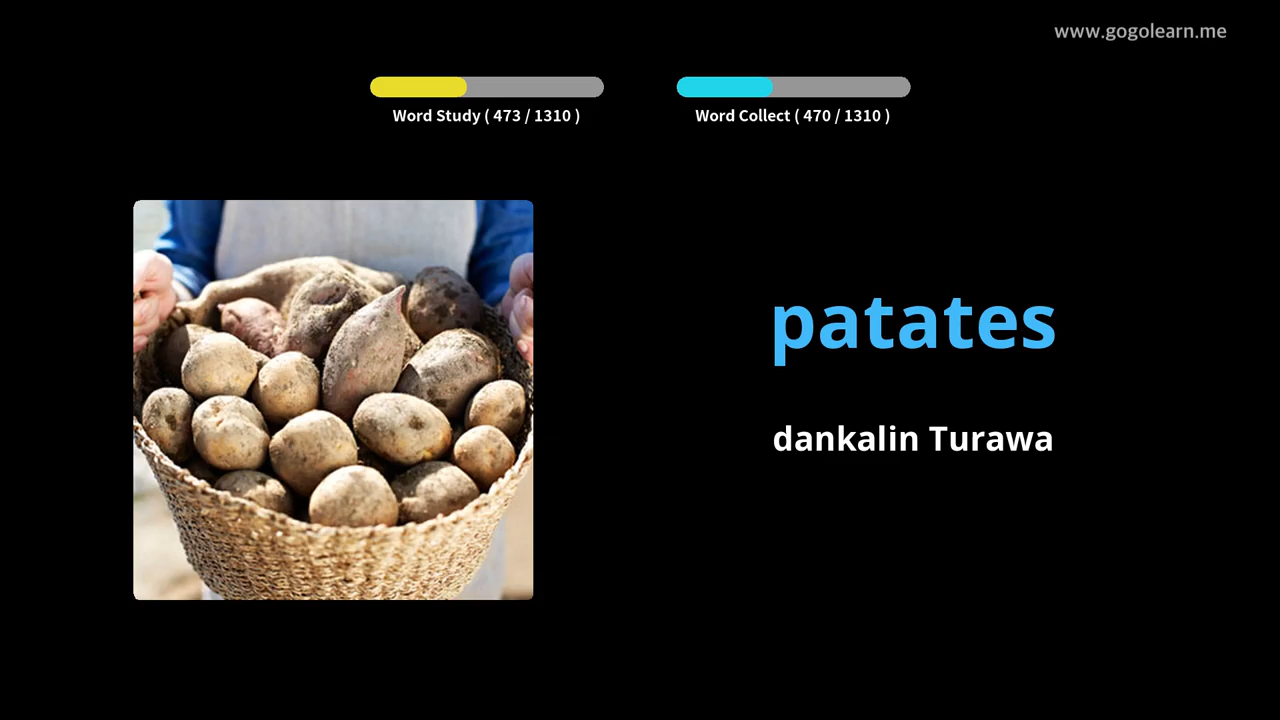 www.gogolearn.me
Word Study ( 473 / 1310 )
Word Collect ( 470 / 1310 )
patates
dankalin Turawa